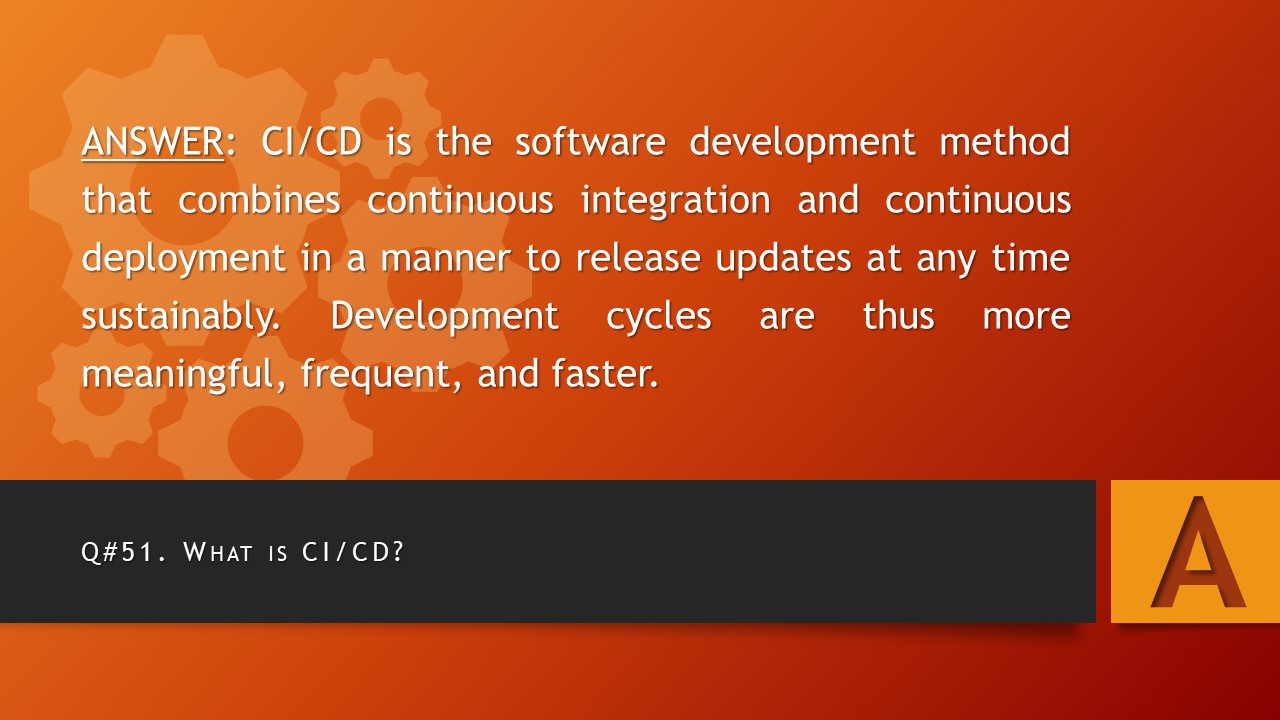 ANSWER: CI/CD is the software development method
that combines continuous integration and continuous
deployment in a manner to release updates at any time
sustainably. Development cycles are thus more
meaningful, frequent, and faster.
Q#51. What is CI/CD?
A